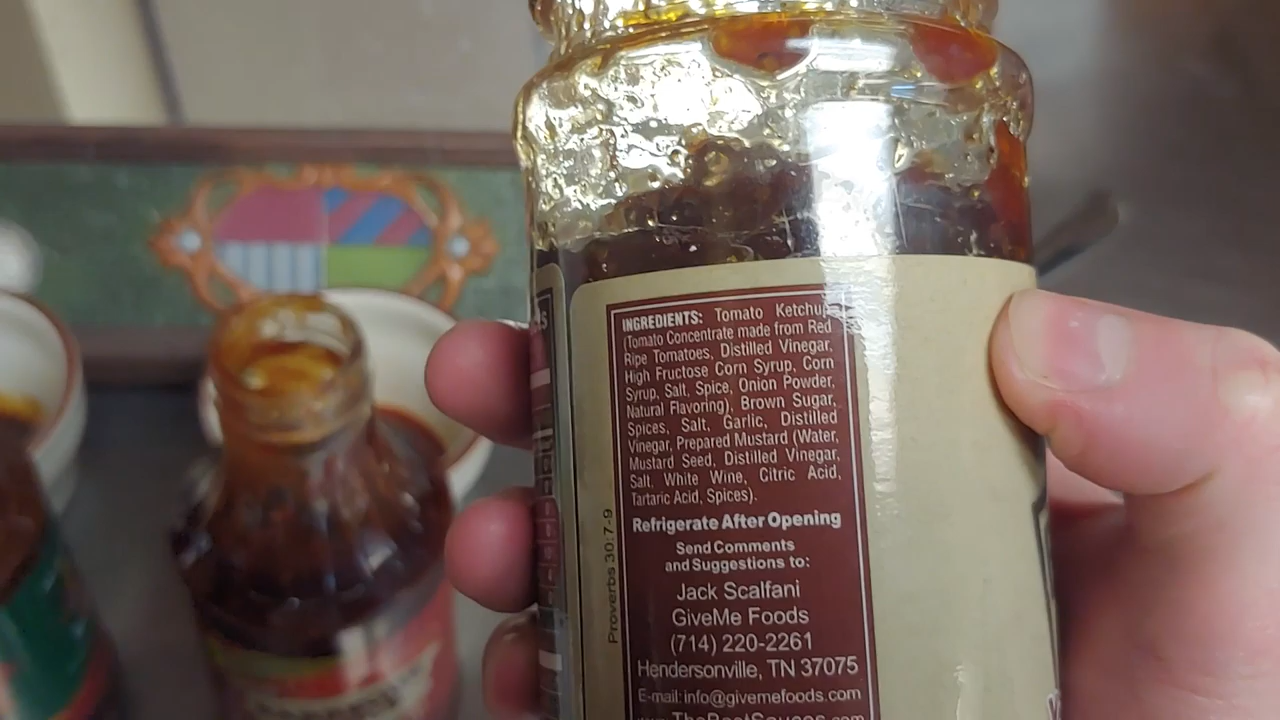 INGREDIENTS: Tomato Ketchup
(Tomato Concentrate made from Red
Ripe Tomatoes, Distilled Vinegar,
High Fructose Corn Syrup, Corn
Syrup, Salt, Spice, Onion Powder,
Natural Flavoring), Brown Sugar,
Spices, Salt, Garlic, Distilled
Vinegar, Prepared Mustard (Water,
Mustard Seed, Distilled Vinegar,
Salt, White Wine, Citric Acid,
Tartaric Acid, Spices).
Refrigerate After Opening
Send Comments
and Suggestions to:
Jack Scalfani
GiveMe Foods
(714) 220-2261
Hendersonville, TN 37075
E-mail: info@givemefoods.com
www.TheBestSauces.com
Proverbs 30:7-9